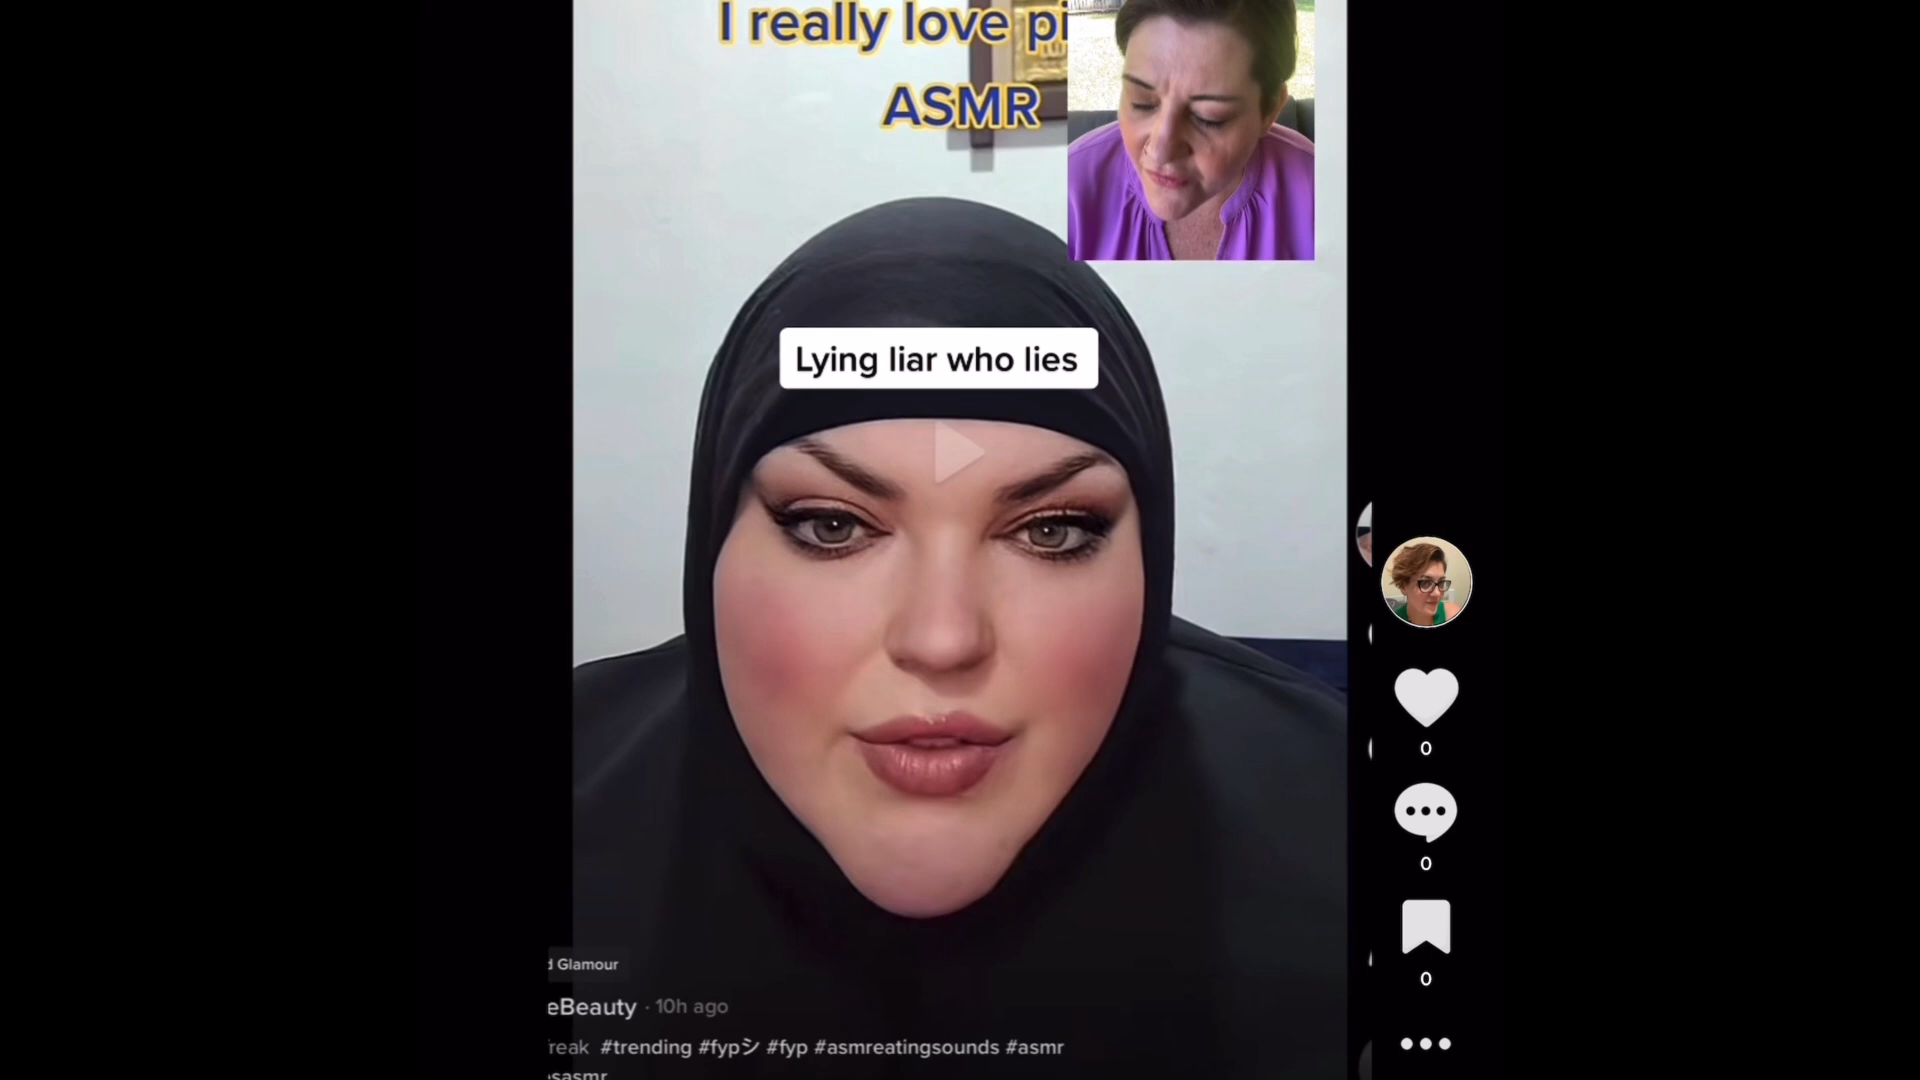 I really love pi
ASMR
Lying liar who lies
d Glamour
eBeauty · 10h ago
reak #trending #fypシ #fyp #asmreatingsounds #asmr
sasmr
0
0
0